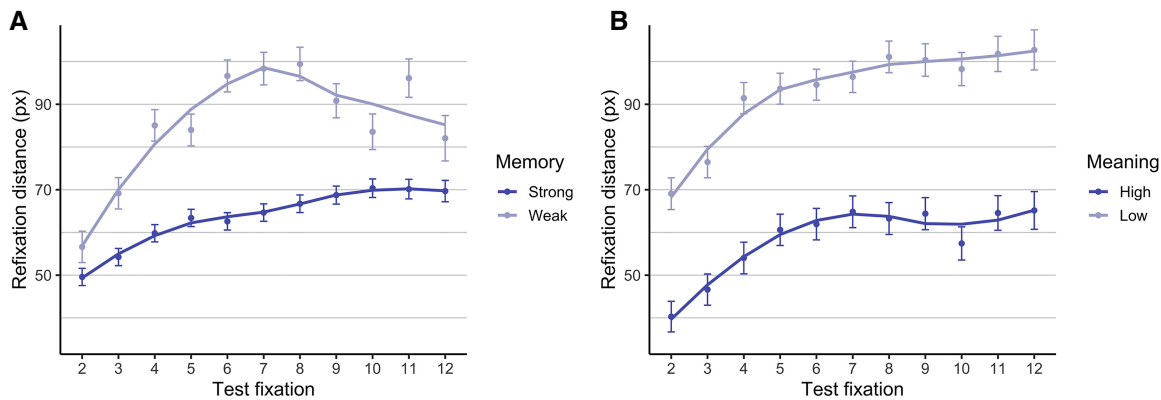 A
Refixation distance (px)
90
70
50
2 3 4 5 6 7 8 9 10 11 12
Test fixation
Memory
Strong
Weak
B
Refixation distance (px)
90
70
50
2 3 4 5 6 7 8 9 10 11 12
Test fixation
Meaning
High
Low